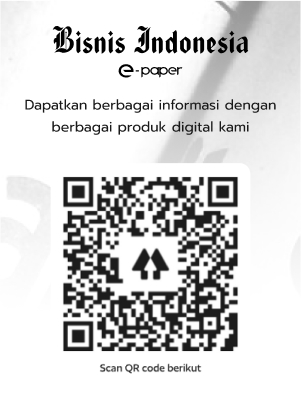 Bisnis Indonesia
e-paper
Dapatkan berbagai informasi dengan
berbagai produk digital kami
Scan QR code berikut